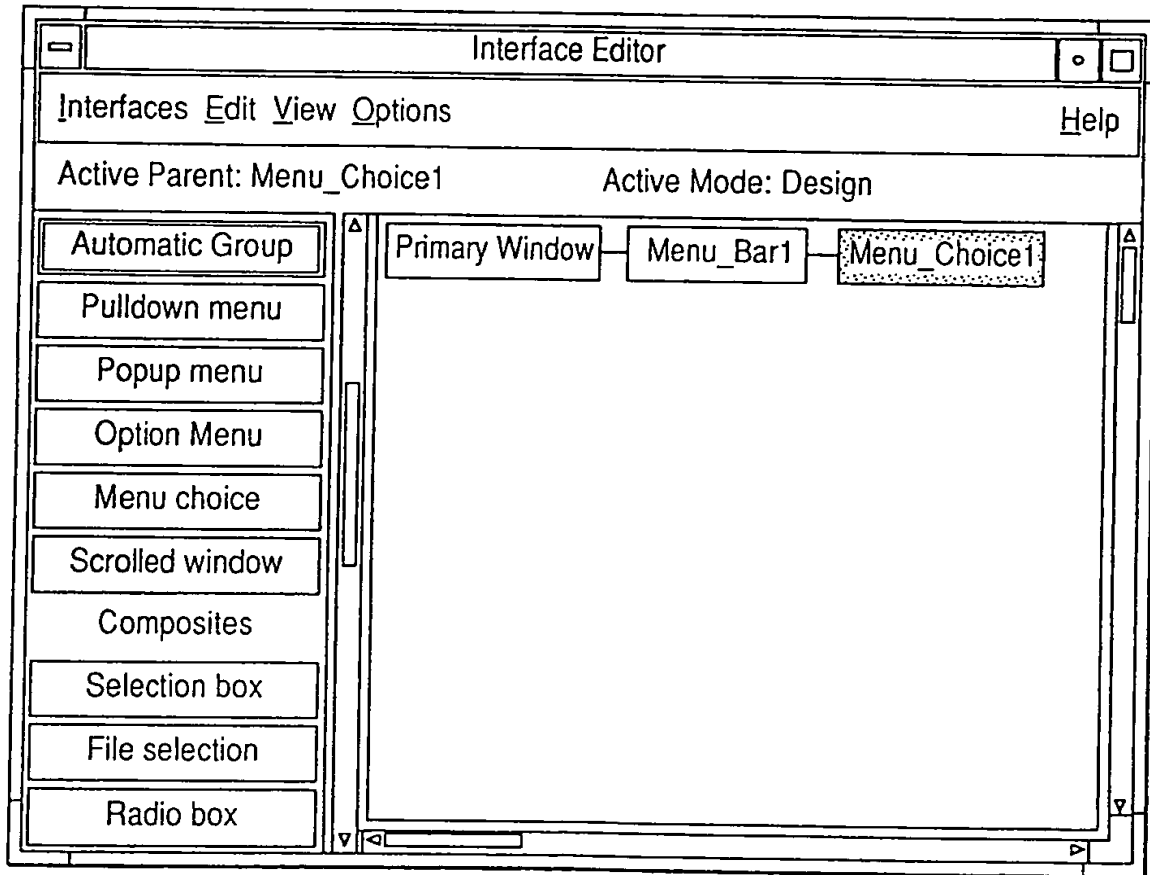 Interface Editor
Interfaces Edit View Options Help
Active Parent: Menu_Choice1 Active Mode: Design
Automatic Group
Pulldown menu
Popup menu
Option Menu
Menu choice
Scrolled window
Composites
Selection box
File selection
Radio box
Primary Window Menu_Bar1 Menu_Choice1